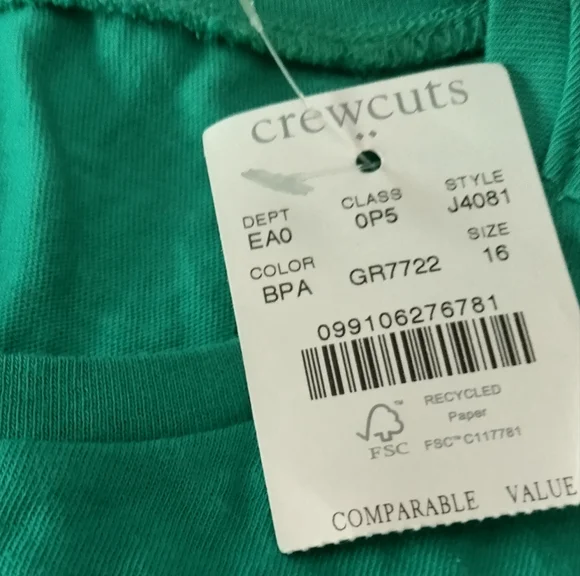 crewcuts
DEPT CLASS STYLE
EA0 0P5 J4081
COLOR SIZE
BPA GR7722 16
099106276781
RECYCLED
Paper
FSC™ C117781
FSC™
COMPARABLE VALUE